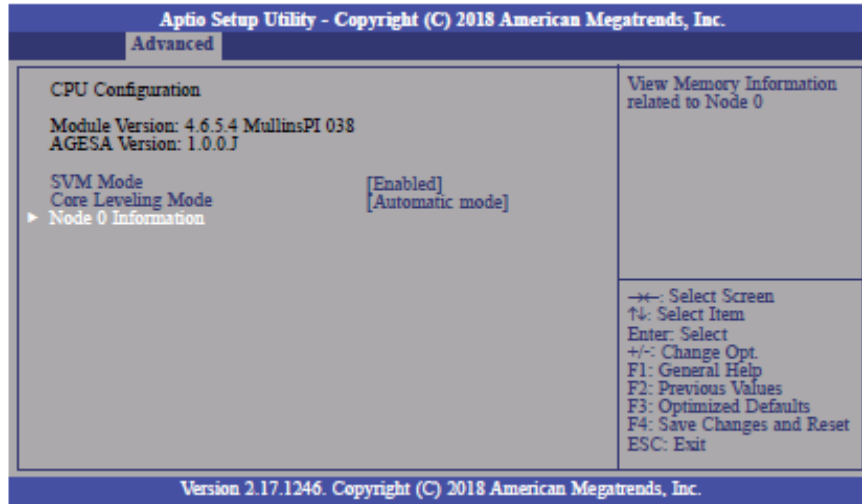 Aptio Setup Utility - Copyright (C) 2018 American Megatrends, Inc.
Advanced
CPU Configuration
Module Version: 4.6.5.4 MullinsPI 038
AGESA Version: 1.0.0.J
SVM Mode [Enabled]
Core Leveling Mode [Automatic mode]
► Node 0 Information
View Memory Information
related to Node 0
→←: Select Screen
↑↓: Select Item
Enter: Select
+/-: Change Opt.
F1: General Help
F2: Previous Values
F3: Optimized Defaults
F4: Save Changes and Reset
ESC: Exit
Version 2.17.1246. Copyright (C) 2018 American Megatrends, Inc.